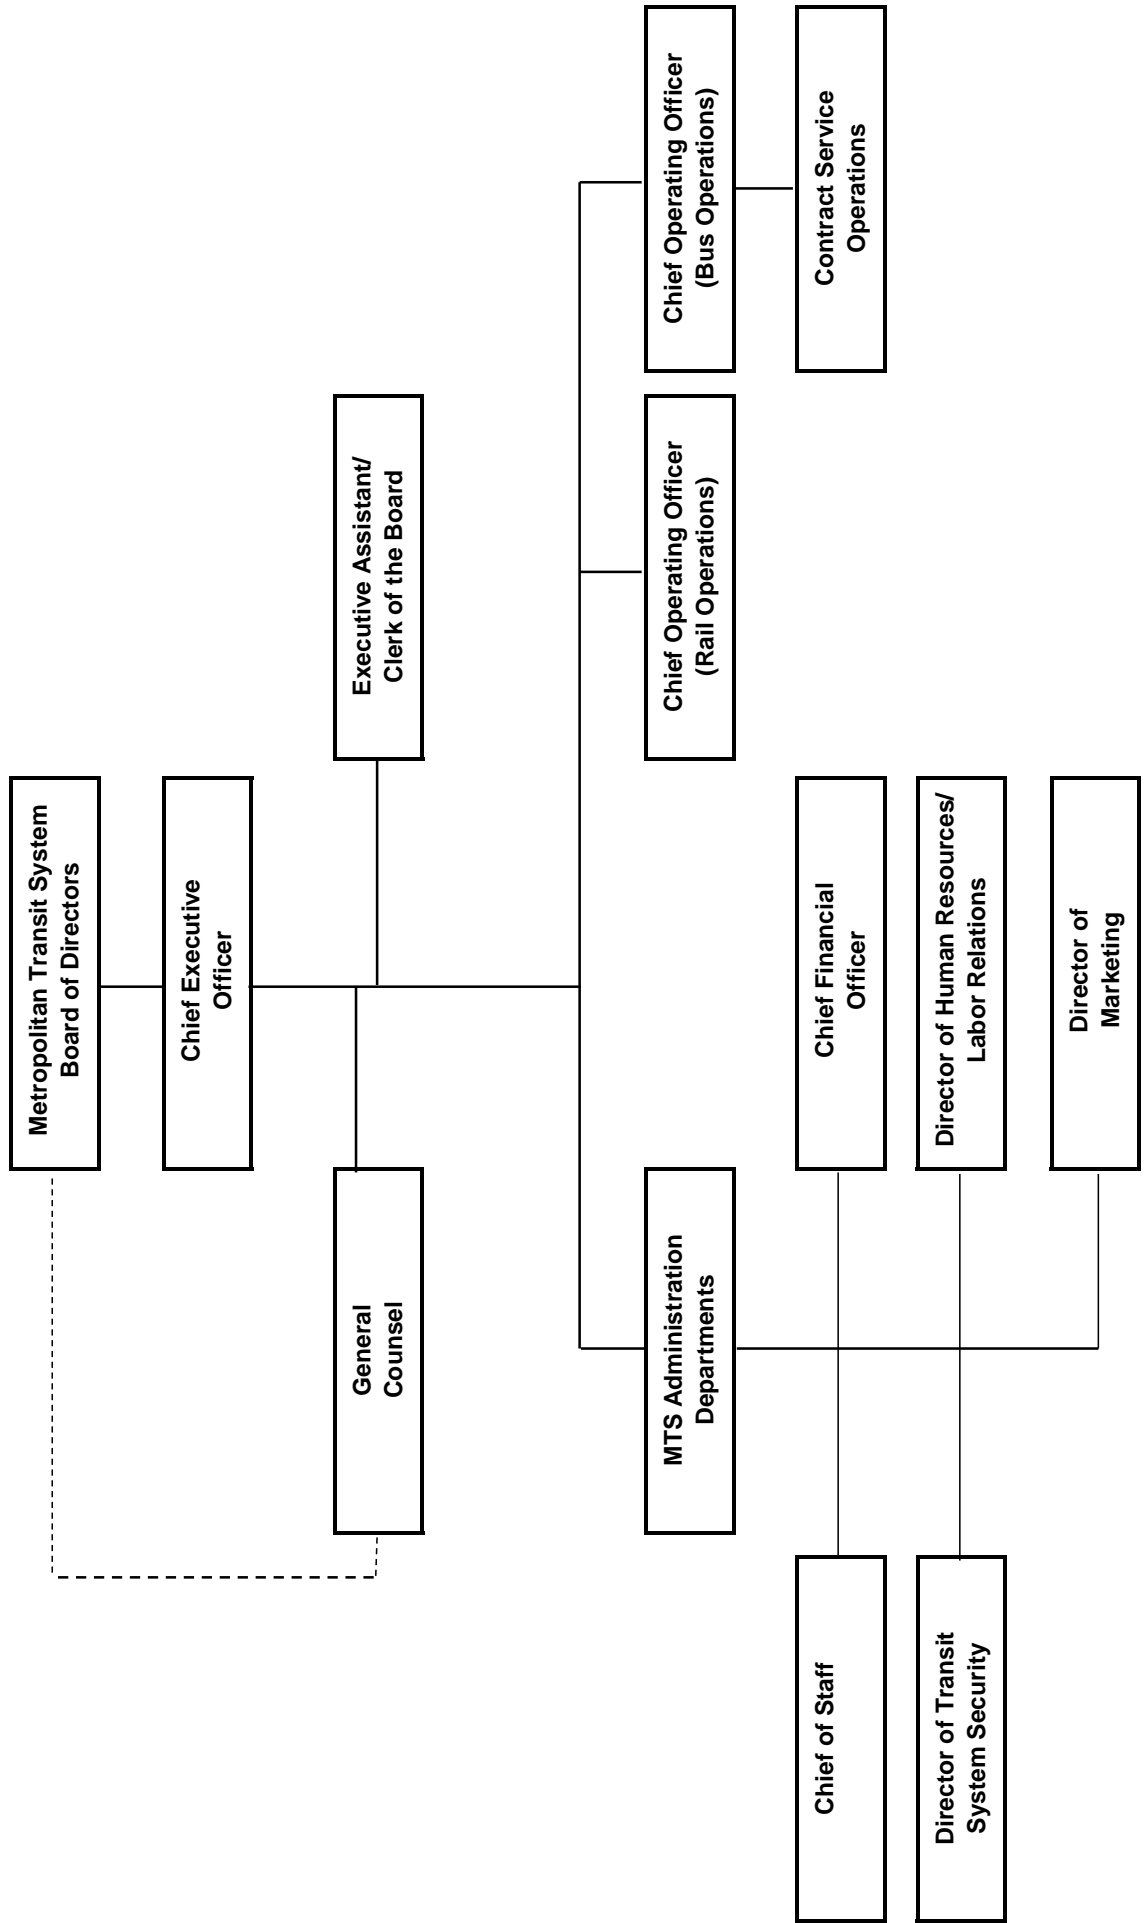 Metropolitan Transit System
Board of Directors
Chief Executive
Officer
General
Counsel
Executive Assistant/
Clerk of the Board
MTS Administration
Departments
Chief Operating Officer
(Rail Operations)
Chief Operating Officer
(Bus Operations)
Chief of Staff
Chief Financial
Officer
Contract Service
Operations
Director of Transit
System Security
Director of Human Resources/
Labor Relations
Director of
Marketing